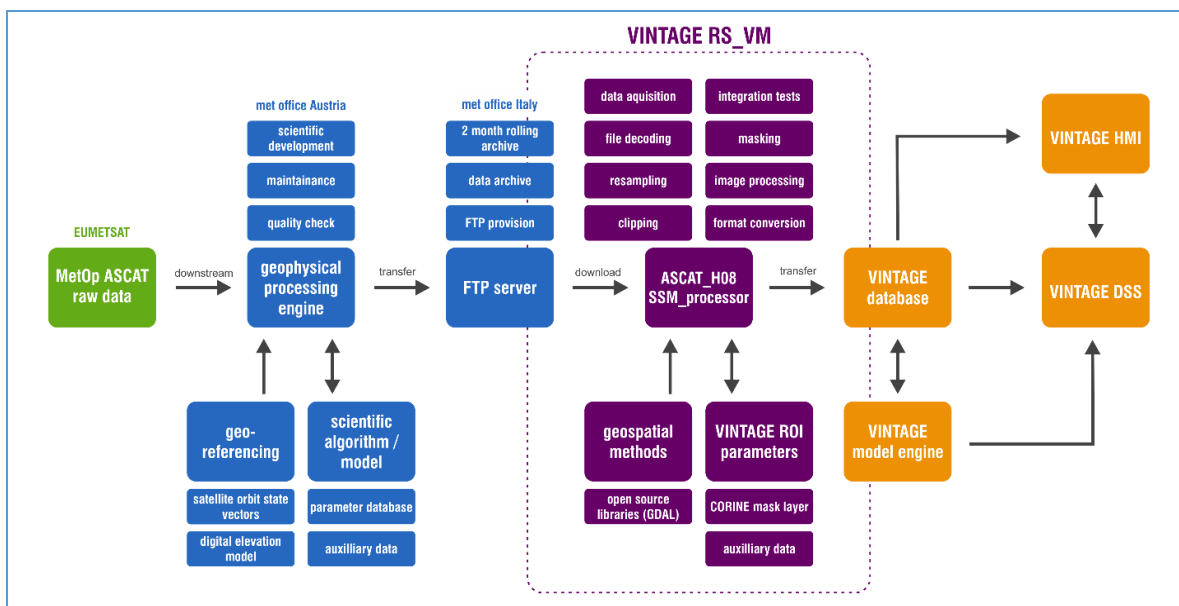 VINTAGE RS_VM
met office Austria
scientific
development
maintainance
quality check
met office Italy
2 month rolling
archive
data archive
FTP provision
data aquisition
integration tests
file decoding
masking
resampling
image processing
clipping
format conversion
VINTAGE HMI
EUMETSAT
MetOp ASCAT
raw data
downstream
geophysical
processing
engine
transfer
FTP server
download
ASCAT_H08
SSM_processor
transfer
VINTAGE
database
VINTAGE DSS
geo-
referencing
scientific
algorithm /
model
geospatial
methods
VINTAGE ROI
parameters
VINTAGE
model engine
satellite orbit state
vectors
parameter database
open source
libraries (GDAL)
CORINE mask layer
digital elevation
model
auxilliary data
auxilliary data